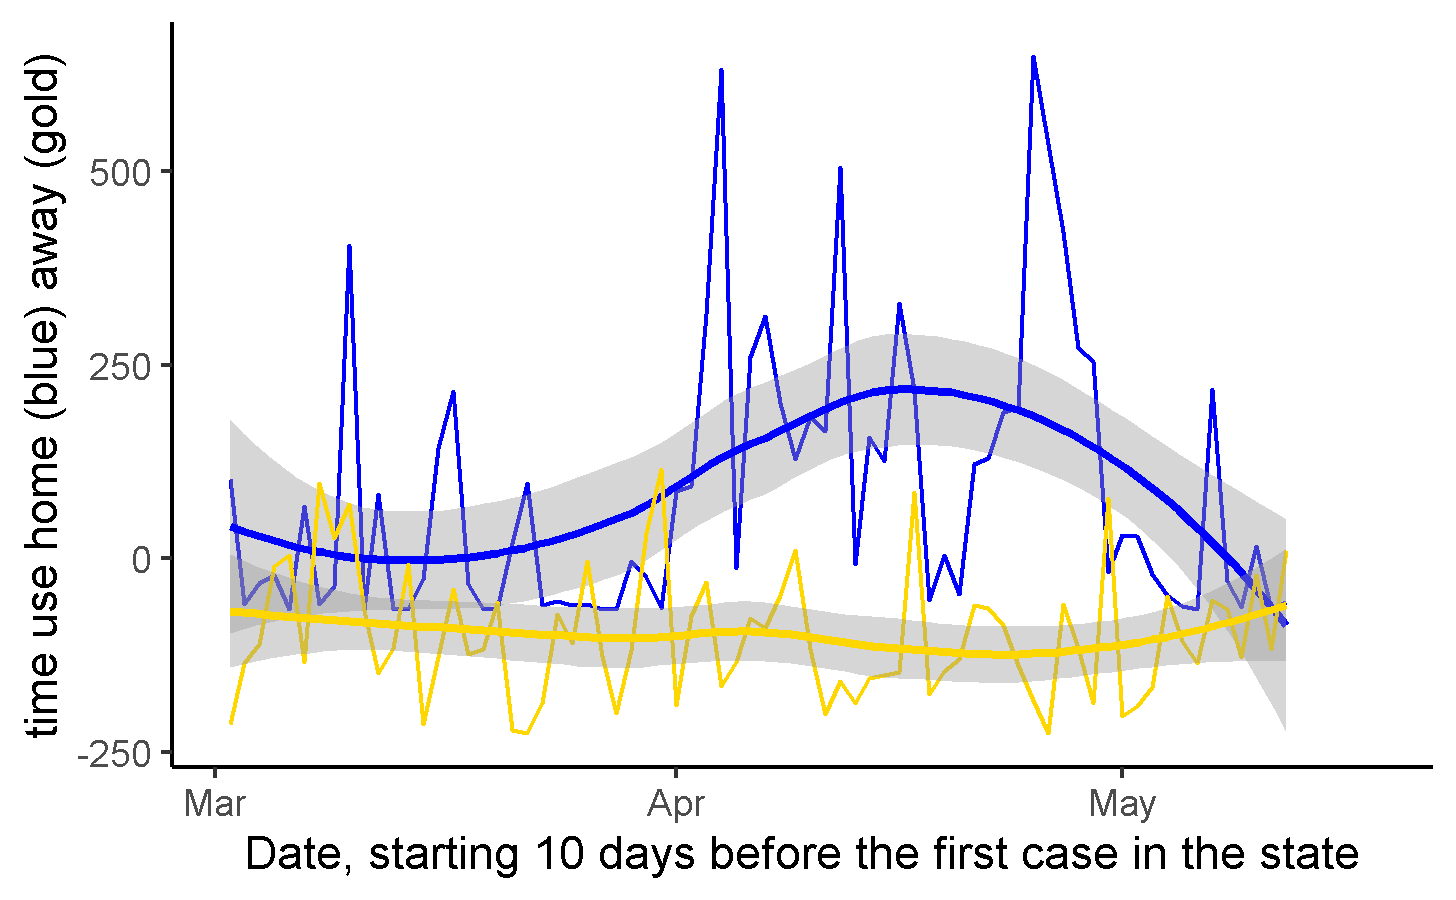 time use home (blue) away (gold)
500
250
0
-250
Mar
Apr
May
Date, starting 10 days before the first case in the state